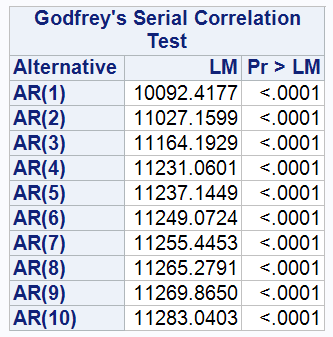 Godfrey's Serial Correlation
Test
Alternative LM Pr > LM
AR(1) 10092.4177 <.0001
AR(2) 11027.1599 <.0001
AR(3) 11164.1929 <.0001
AR(4) 11231.0601 <.0001
AR(5) 11237.1449 <.0001
AR(6) 11249.0724 <.0001
AR(7) 11255.4453 <.0001
AR(8) 11265.2791 <.0001
AR(9) 11269.8650 <.0001
AR(10) 11283.0403 <.0001